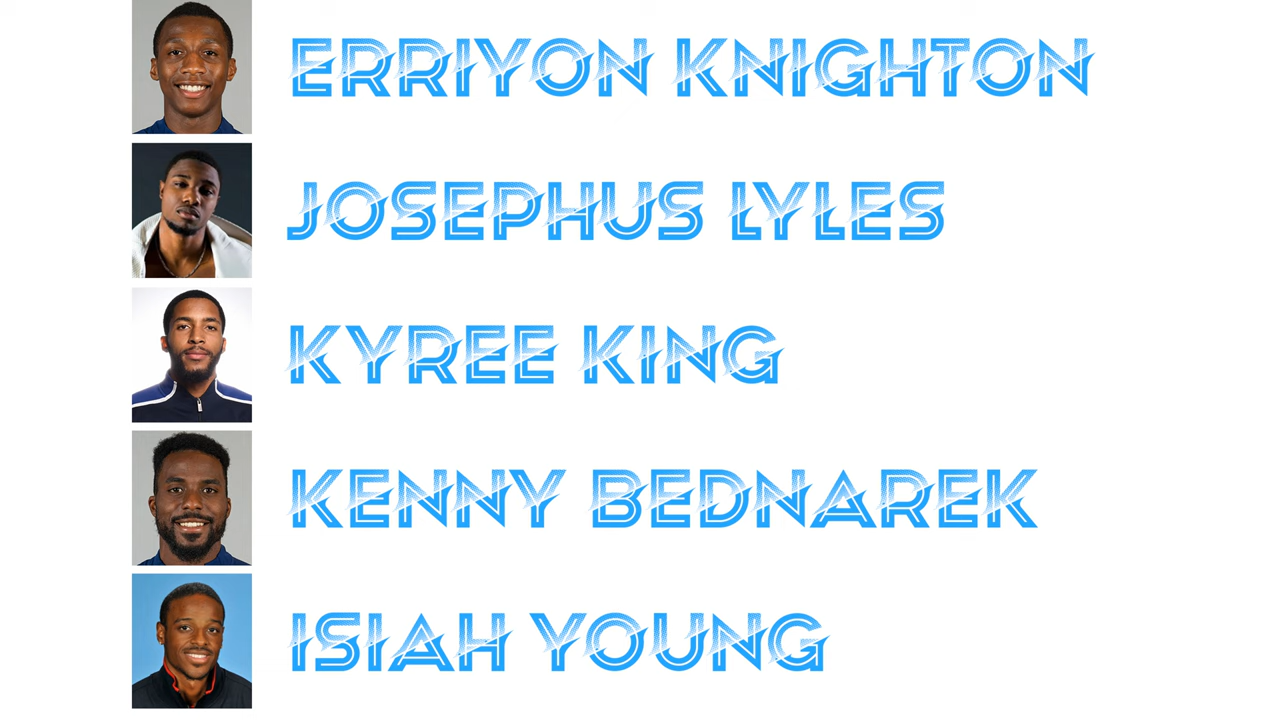 ERRIYON KNIGHTON
JOSEPHUS LYLES
KYREE KING
KENNY BEDNAREK
ISIAH YOUNG